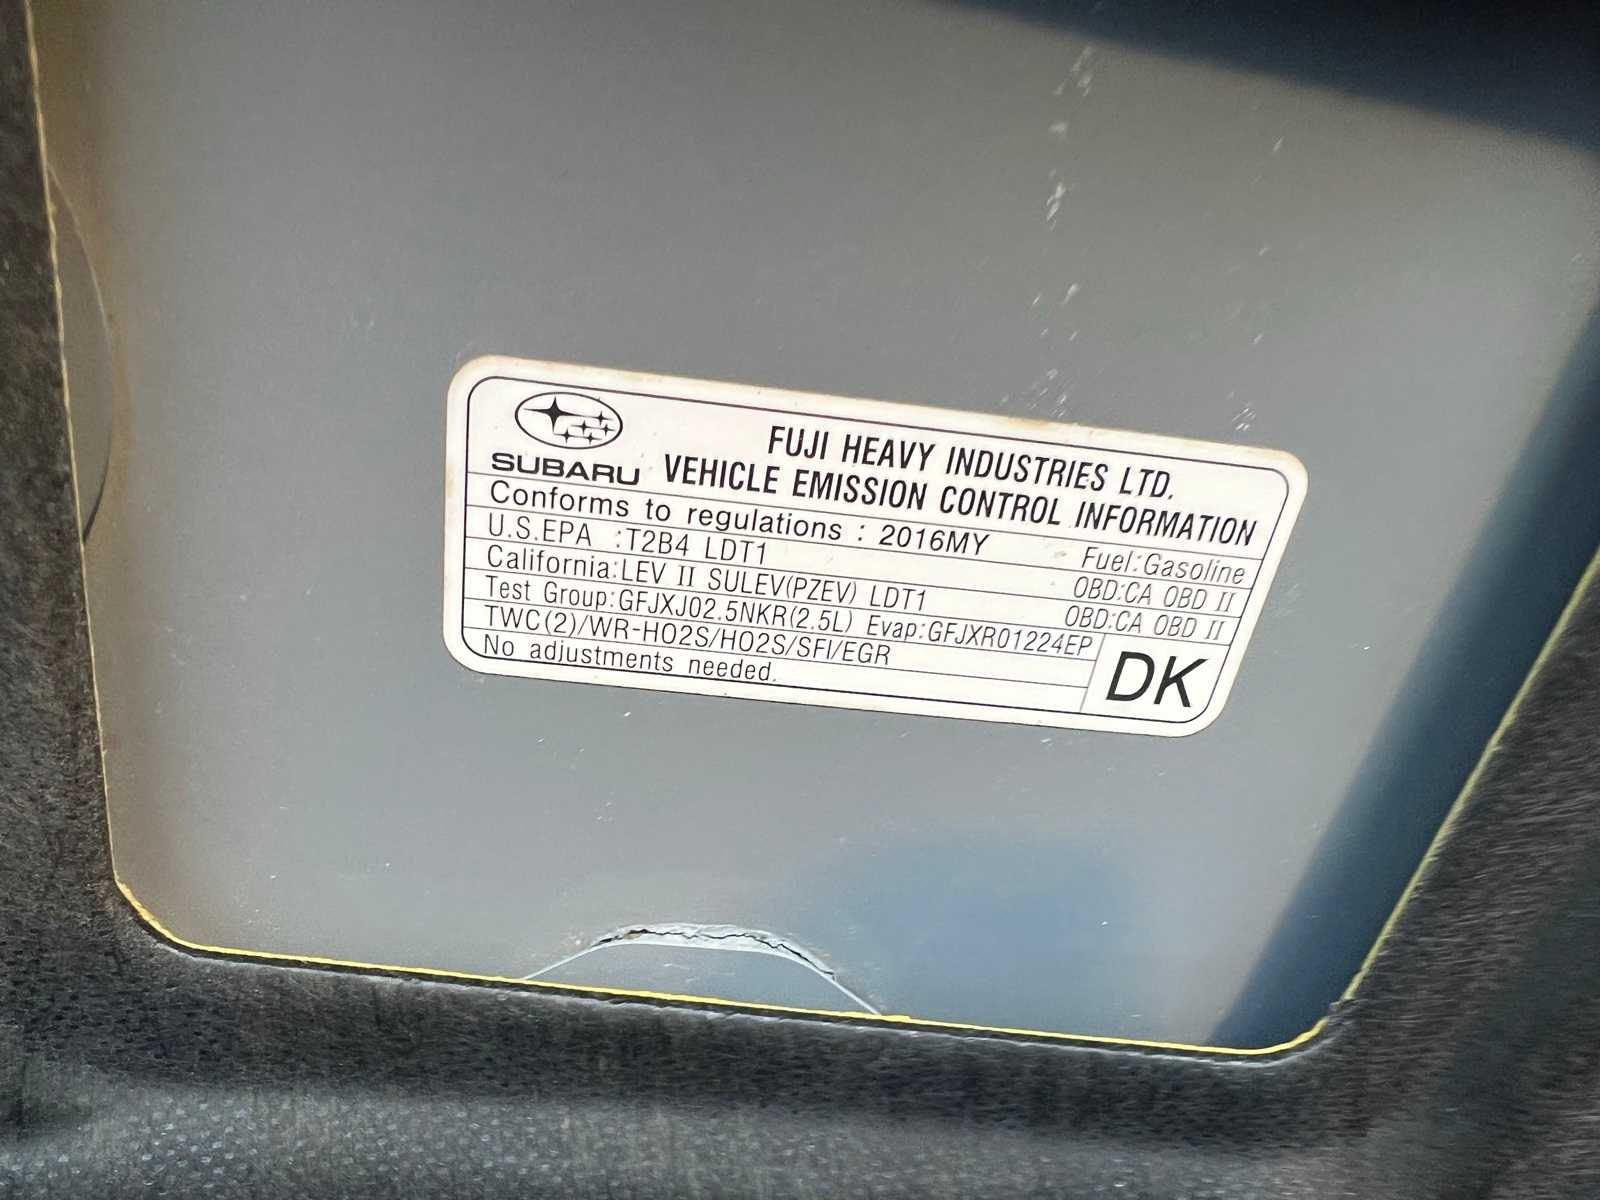 SUBARU
FUJI HEAVY INDUSTRIES LTD.
VEHICLE EMISSION CONTROL INFORMATION
Conforms to regulations : 2016MY Fuel:Gasoline
U.S.EPA :T2B4 LDT1 OBD:CA OBD II
California:LEV II SULEV(PZEV) LDT1 OBD:CA OBD II
Test Group:GFJXJ02.5NKR(2.5L) Evap:GFJXR01224EP
TWC(2)/WR-HO2S/HO2S/SFI/EGR
No adjustments needed.
DK